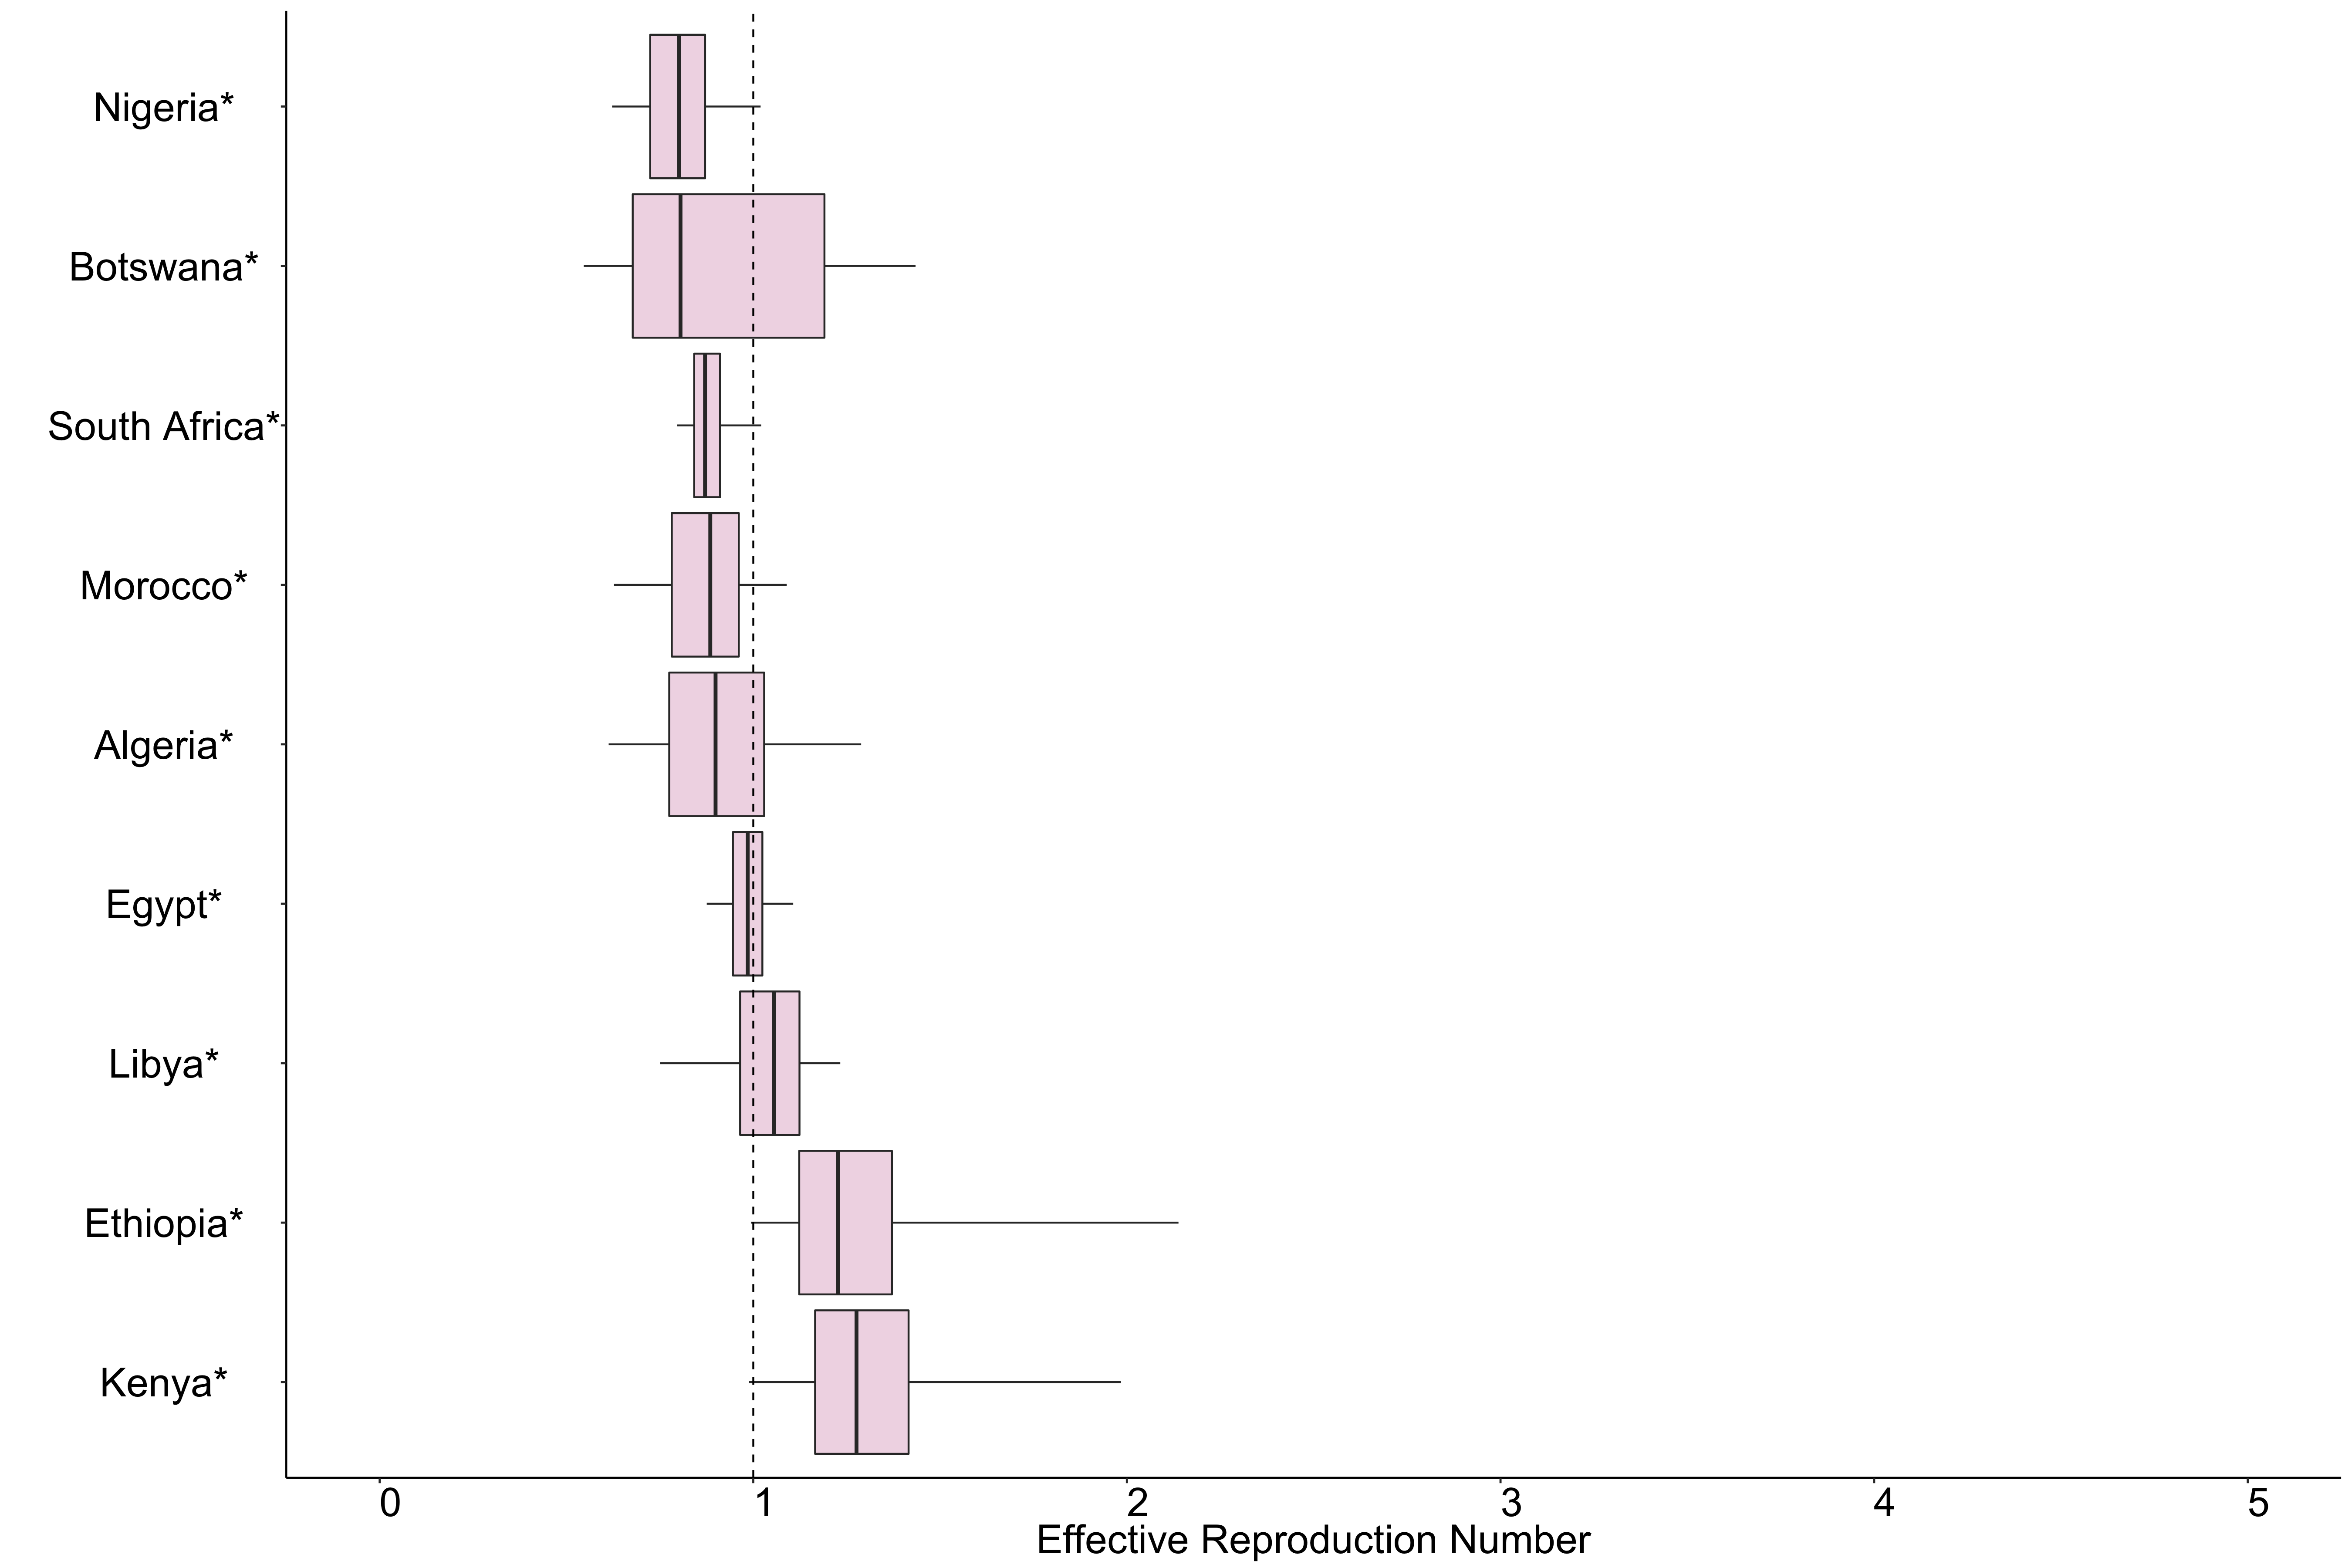 Nigeria*
Botswana*
South Africa*
Morocco*
Algeria*
Egypt*
Libya*
Ethiopia*
Kenya*
0 1 2 3 4 5
Effective Reproduction Number